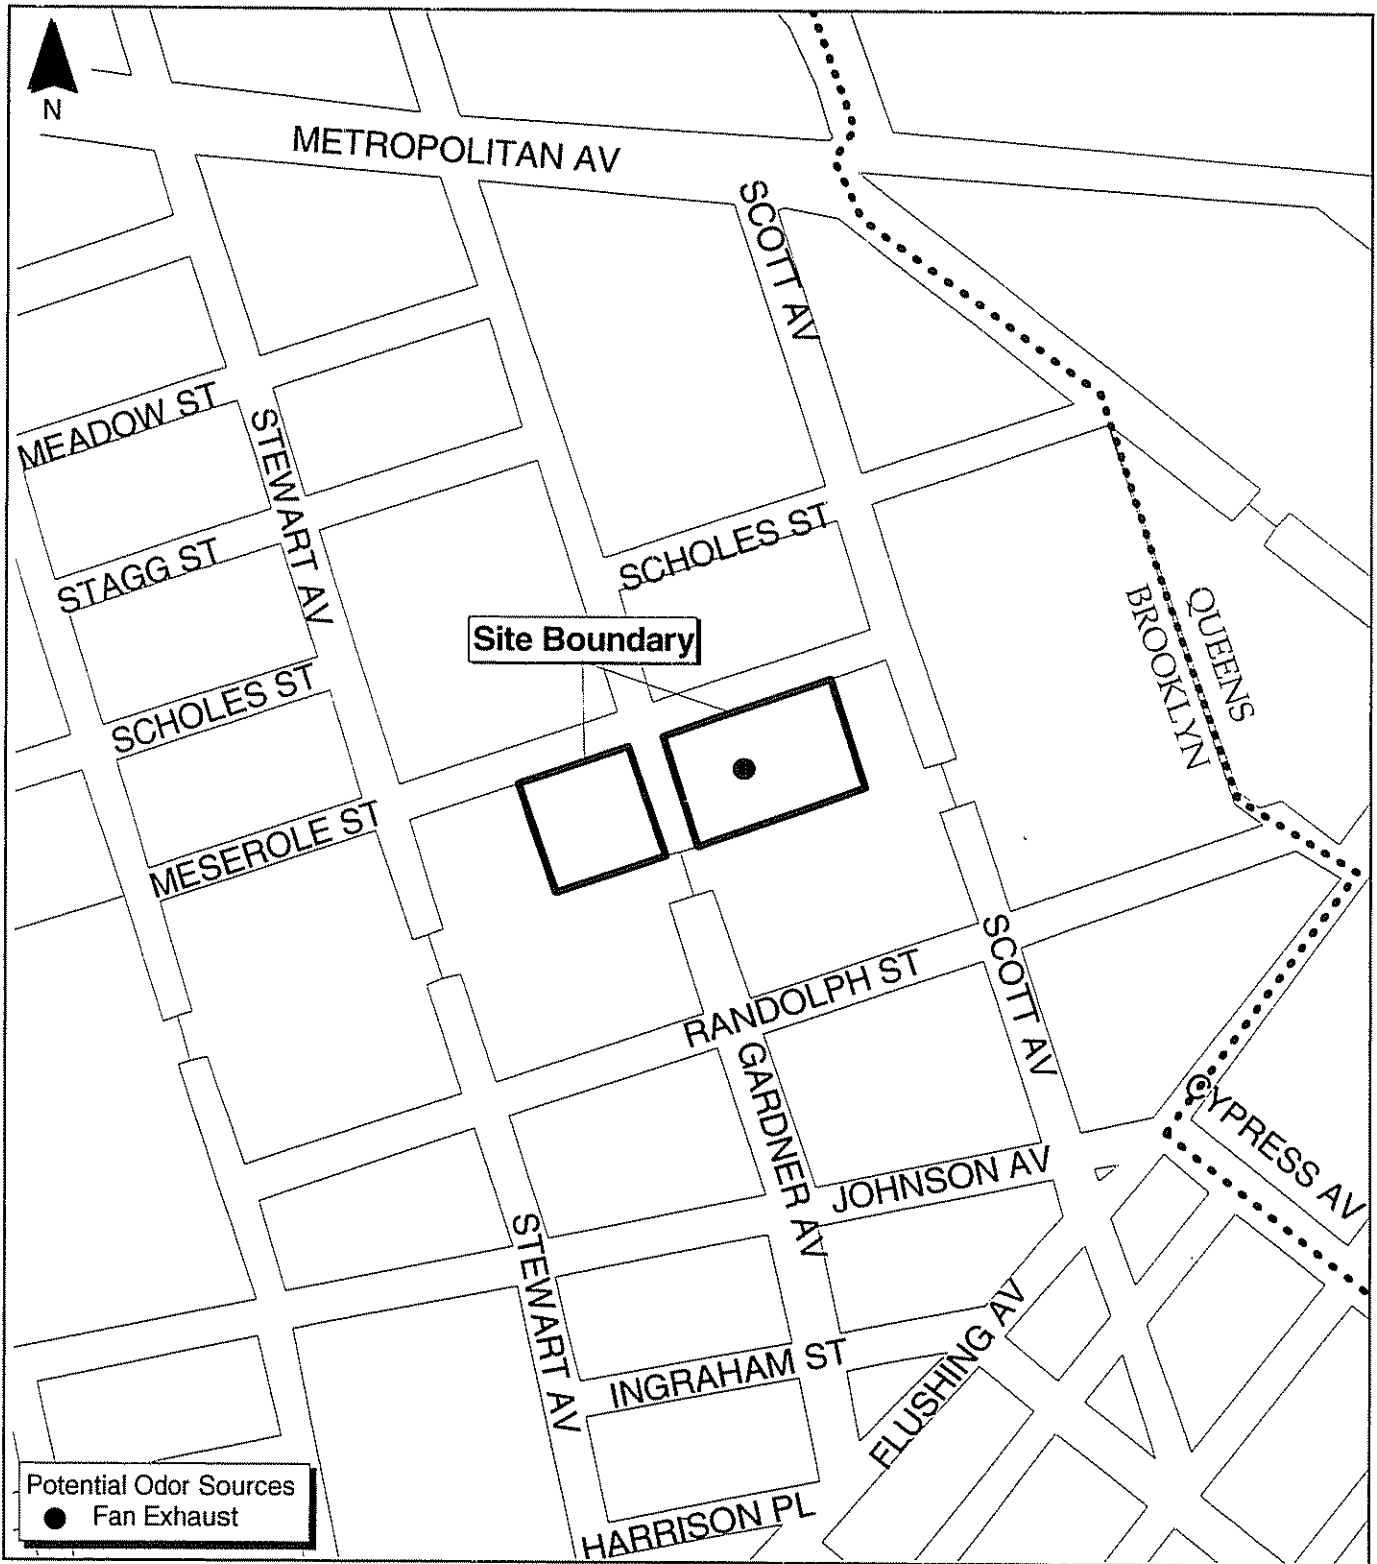 N
METROPOLITAN AV
SCOTT AV
MEADOW ST
STEWART AV
SCHOLES ST
STAGG ST
QUEENS
BROOKLYN
Site Boundary
SCHOLES ST
MESEROLE ST
SCOTT AV
RANDOLPH ST
GARDNER AV
CYPRESS AV
JOHNSON AV
STEWART AV
FLUSHING AV
INGRAHAM ST
Potential Odor Sources
Fan Exhaust
HARRISON PL